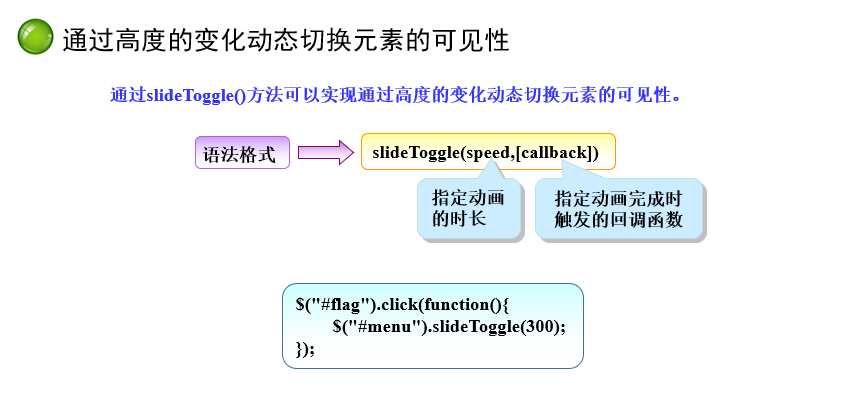 通过高度的变化动态切换元素的可见性
通过slideToggle()方法可以实现通过高度的变化动态切换元素的可见性。
语法格式
slideToggle(speed,[callback])
指定动画
的时长
指定动画完成时
触发的回调函数
$("#flag").click(function(){
$("#menu").slideToggle(300);
});